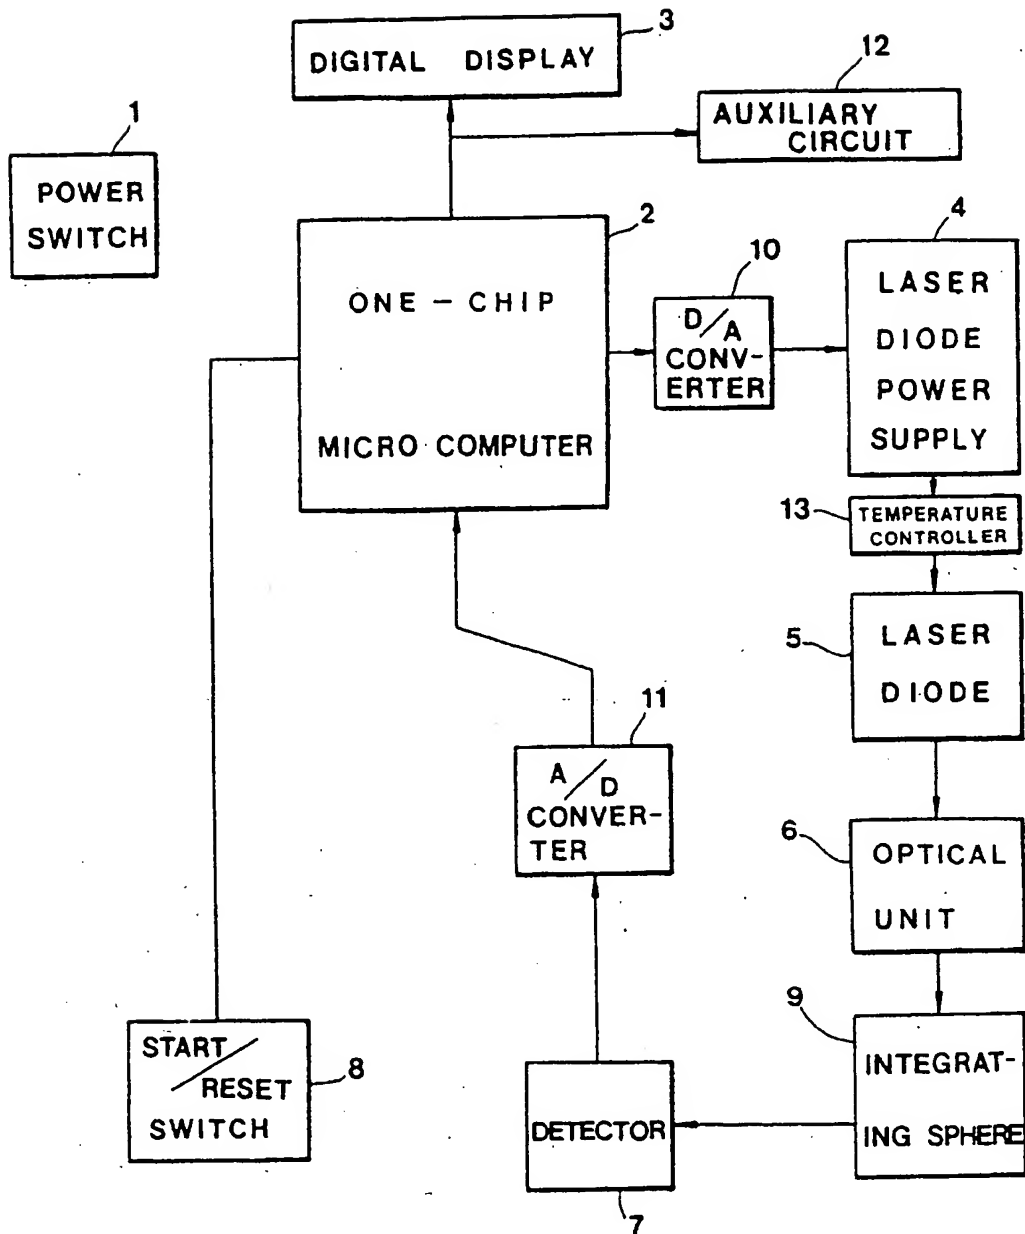 3
DIGITAL DISPLAY
12
AUXILIARY
CIRCUIT
1
POWER
SWITCH
2
ONE-CHIP
MICRO COMPUTER
10
D/A
CONV-
ERTER
4
LASER
DIODE
POWER
SUPPLY
13
TEMPERATURE
CONTROLLER
5
LASER
DIODE
11
A/D
CONVER-
TER
6
OPTICAL
UNIT
9
INTEGRAT-
ING SPHERE
START/
RESET
SWITCH
8
DETECTOR
7